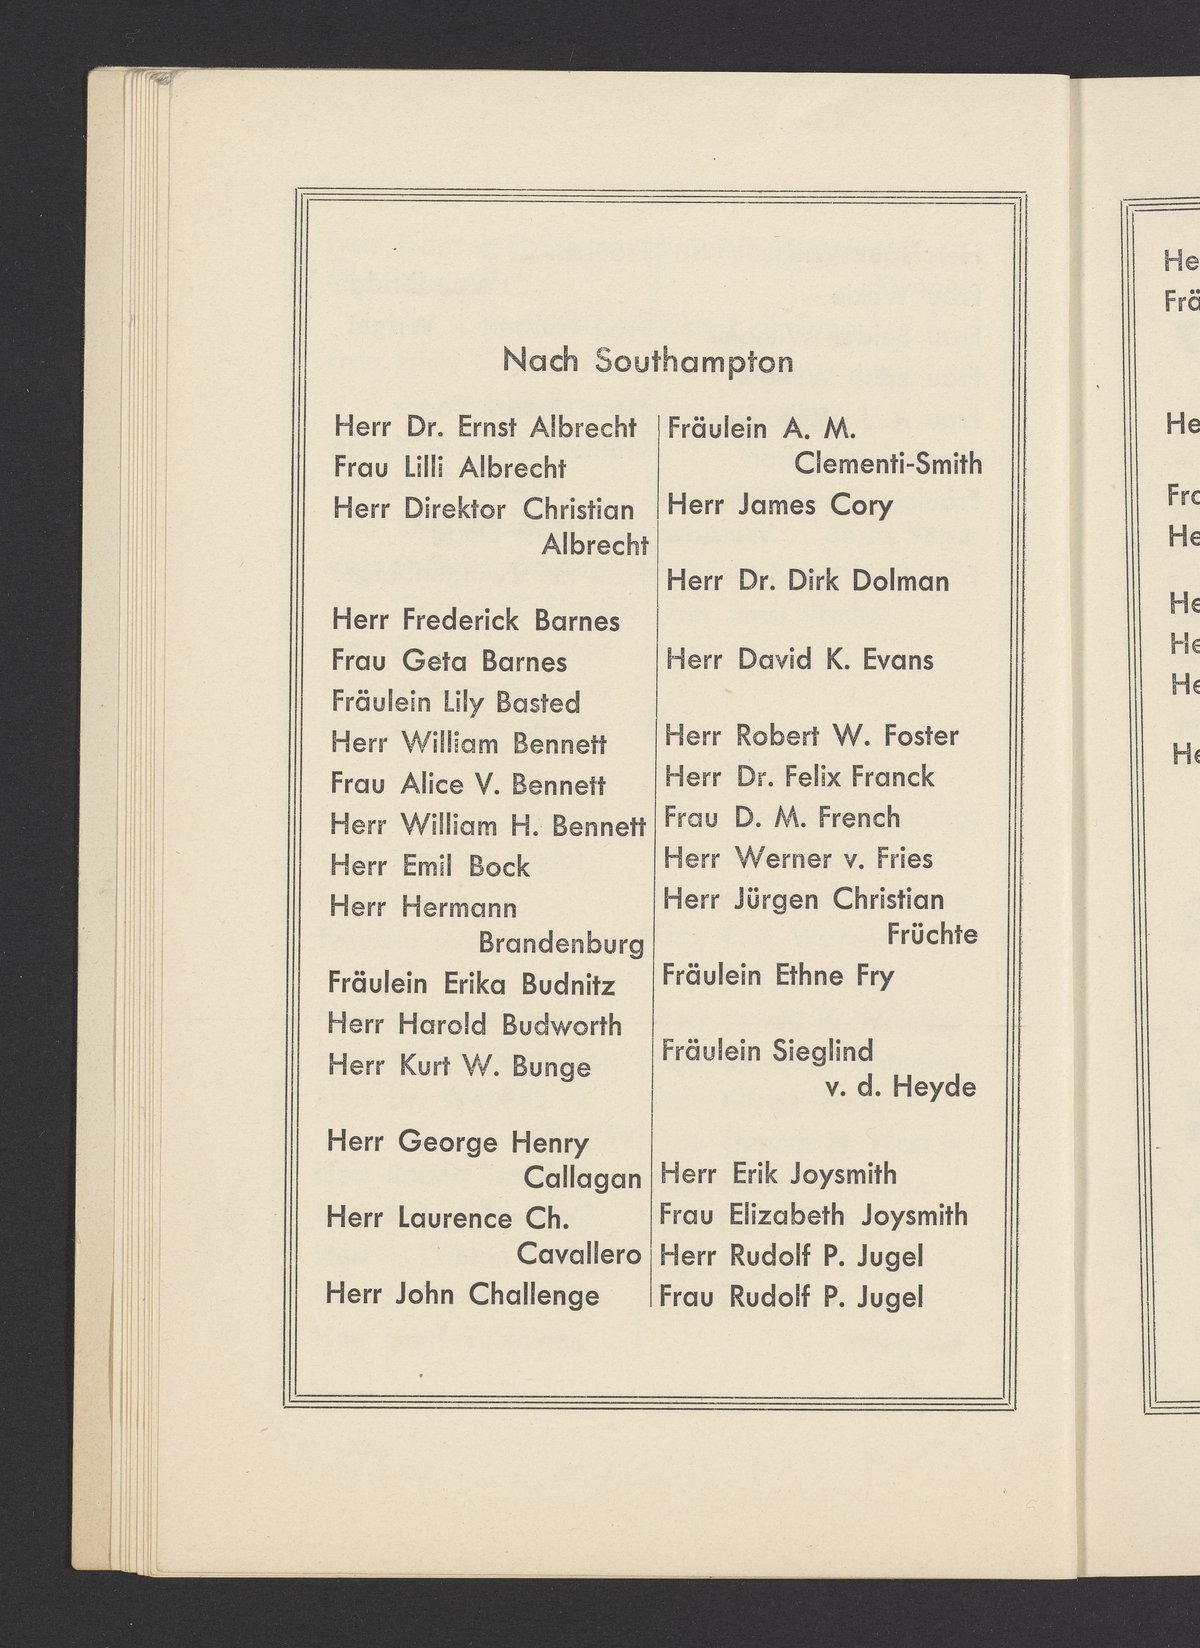 Nach Southampton
Herr Dr. Ernst Albrecht
Frau Lilli Albrecht
Herr Direktor Christian
Albrecht
Herr Frederick Barnes
Frau Geta Barnes
Fräulein Lily Basted
Herr William Bennett
Frau Alice V. Bennett
Herr William H. Bennett
Herr Emil Bock
Herr Hermann
Brandenburg
Fräulein Erika Budnitz
Herr Harold Budworth
Herr Kurt W. Bunge
Herr George Henry
Callagan
Herr Laurence Ch.
Cavallero
Herr John Challenge
Fräulein A. M.
Clementi-Smith
Herr James Cory
Herr Dr. Dirk Dolman
Herr David K. Evans
Herr Robert W. Foster
Herr Dr. Felix Franck
Frau D. M. French
Herr Werner v. Fries
Herr Jürgen Christian
Früchte
Fräulein Ethne Fry
Fräulein Sieglind
v. d. Heyde
Herr Erik Joysmith
Frau Elizabeth Joysmith
Herr Rudolf P. Jugel
Frau Rudolf P. Jugel